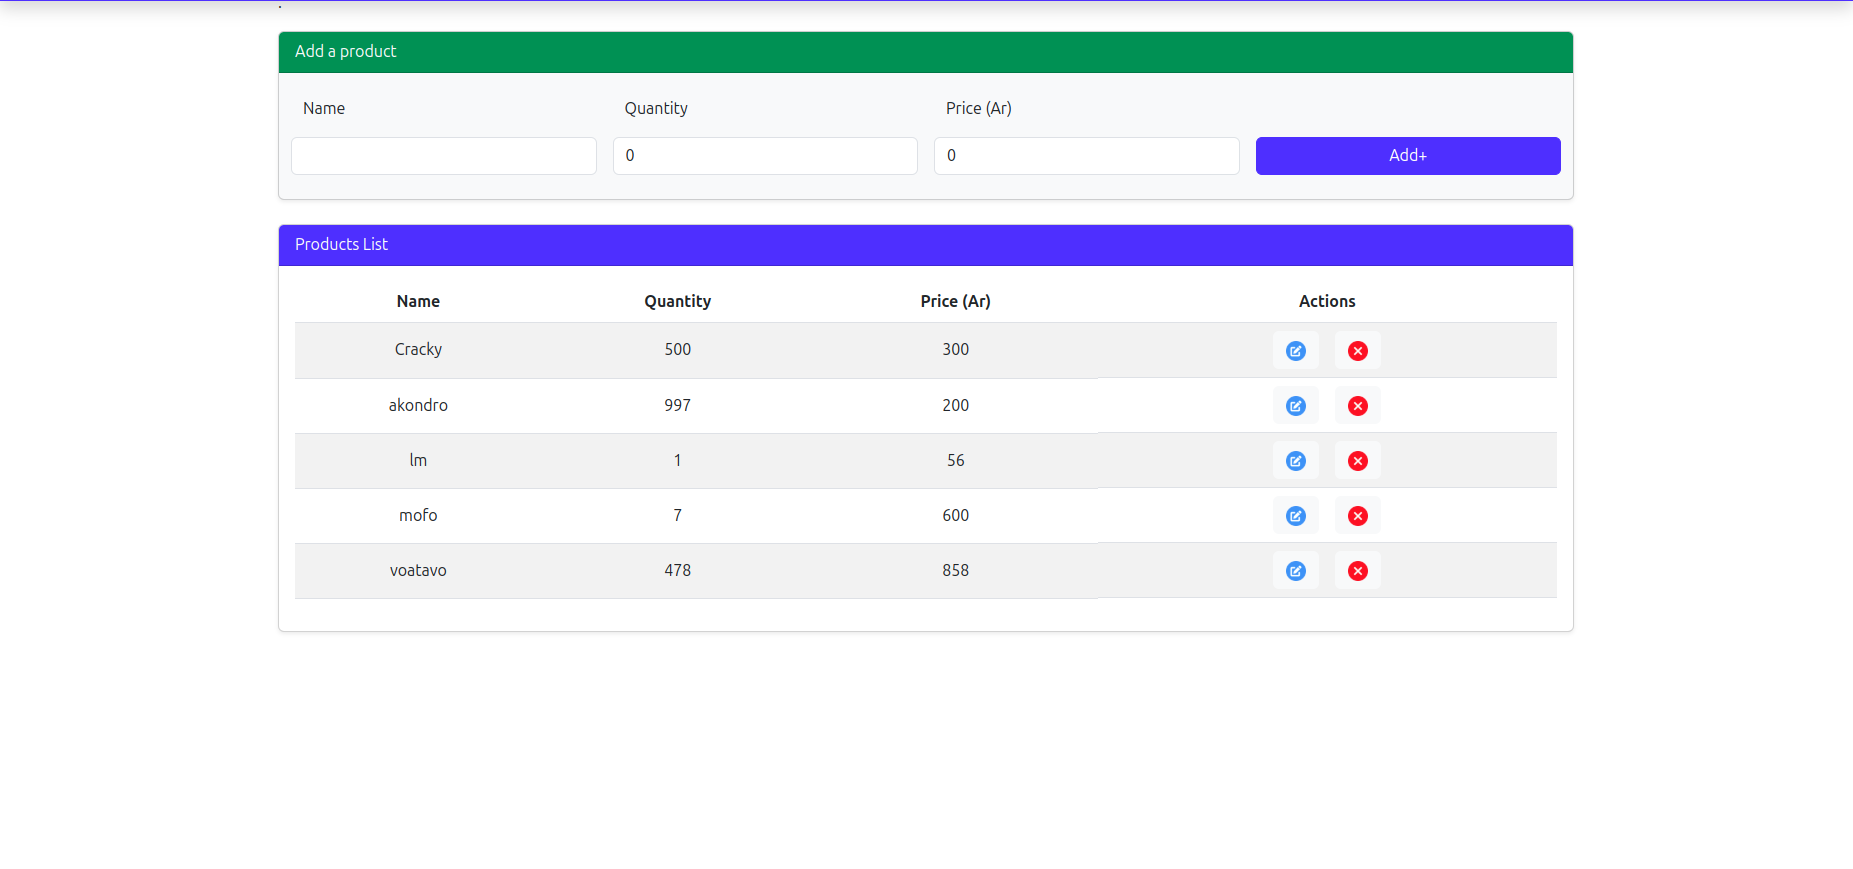 .
Add a product
Name Quantity Price (Ar)
0 0 Add+
Products List
Name Quantity Price (Ar) Actions
Cracky 500 300
akondro 997 200
lm 1 56
mofo 7 600
voatavo 478 858